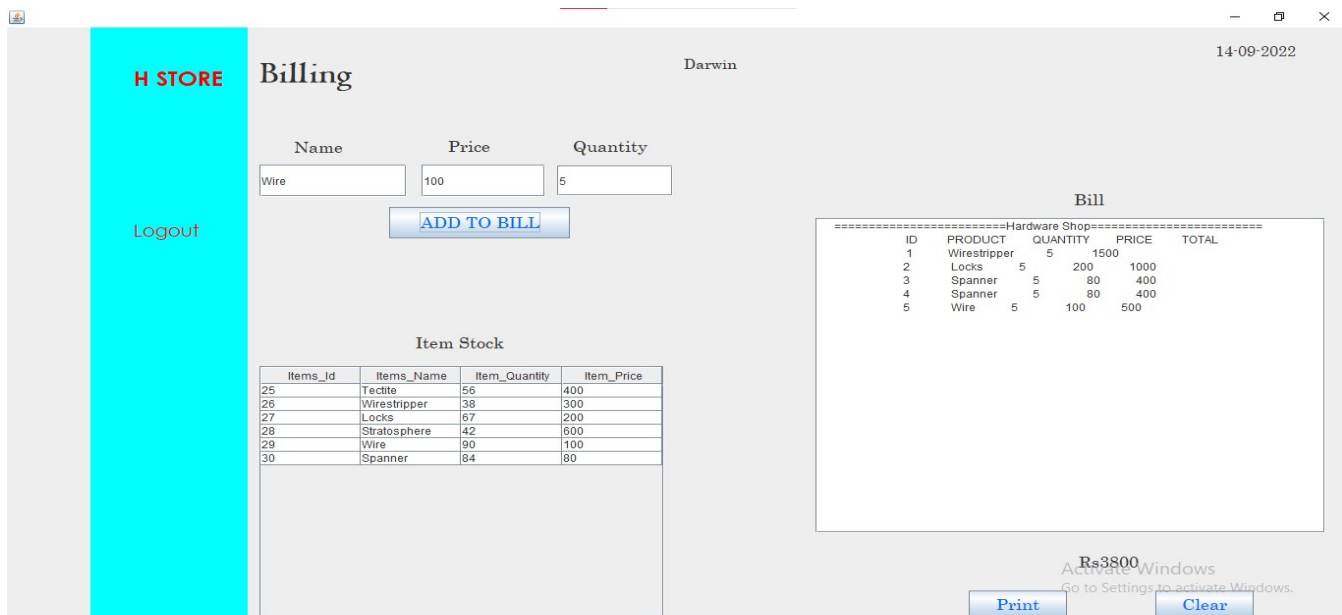 H STORE
Logout
Billing
Darwin
14-09-2022
Name Price Quantity
Wire 100 5
ADD TO BILL
Item Stock
Items_Id Items_Name Item_Quantity Item_Price
25 Tectite 56 400
26 Wirestripper 38 300
27 Locks 67 200
28 Stratosphere 42 600
29 Wire 90 100
30 Spanner 84 80
Bill
=========================Hardware Shop=========================
ID PRODUCT QUANTITY PRICE TOTAL
1 Wirestripper 5 1500
2 Locks 5 200 1000
3 Spanner 5 80 400
4 Spanner 5 80 400
5 Wire 5 100 500
Rs3800
Activate Windows
Go to Settings to activate Windows.
Print Clear